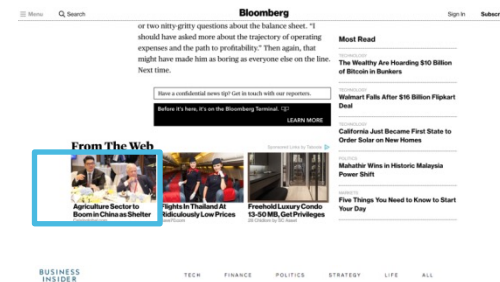 Menu
Search
Bloomberg
Sign In
Subscr
or two nitty-gritty questions about the balance sheet. "I
should have asked more about the trajectory of operating
expenses and the path to profitability." Then again, that
might have made him as boring as everyone else on the line.
Next time.
Have a confidential news tip? Get in touch with our reporters.
Before it's here, it's on the Bloomberg Terminal.
LEARN MORE
Most Read
TECHNOLOGY
The Wealthy Are Hoarding $10 Billion
of Bitcoin in Bunkers
TECHNOLOGY
Walmart Falls After $16 Billion Flipkart
Deal
TECHNOLOGY
California Just Became First State to
Order Solar on New Homes
POLITICS
Mahathir Wins in Historic Malaysia
Power Shift
MARKETS
Five Things You Need to Know to Start
Your Day
From The Web
Sponsored Links by Taboola
Agriculture Sector to
Boom in China as Shelter
Flights In Thailand At
Ridiculously Low Prices
Freehold Luxury Condo
13-50 MB, Get Privileges
BUSINESS
INSIDER
TECH
FINANCE
POLITICS
STRATEGY
LIFE
ALL